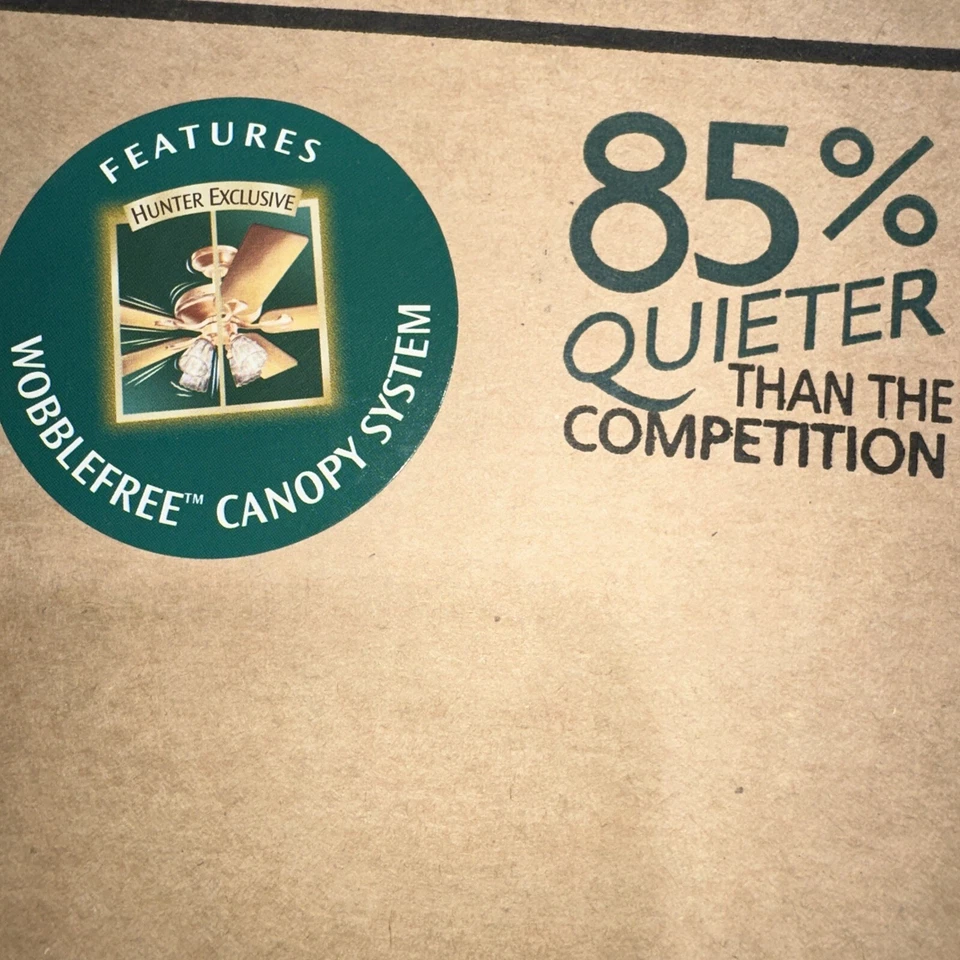 FEATURES
HUNTER EXCLUSIVE
WOBBLEFREE™ CANOPY SYSTEM
85%
QUIETER
THAN THE
COMPETITION